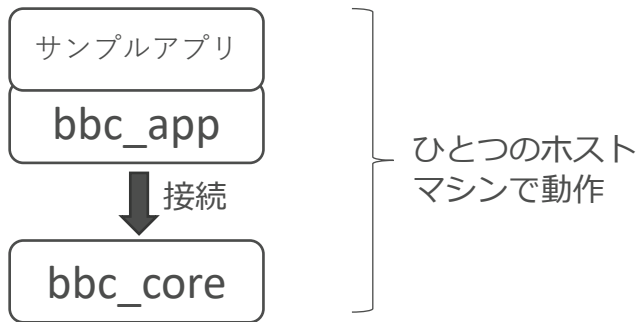 サンプルアプリ
bbc_app
接続
bbc_core
ひとつのホスト
マシンで動作